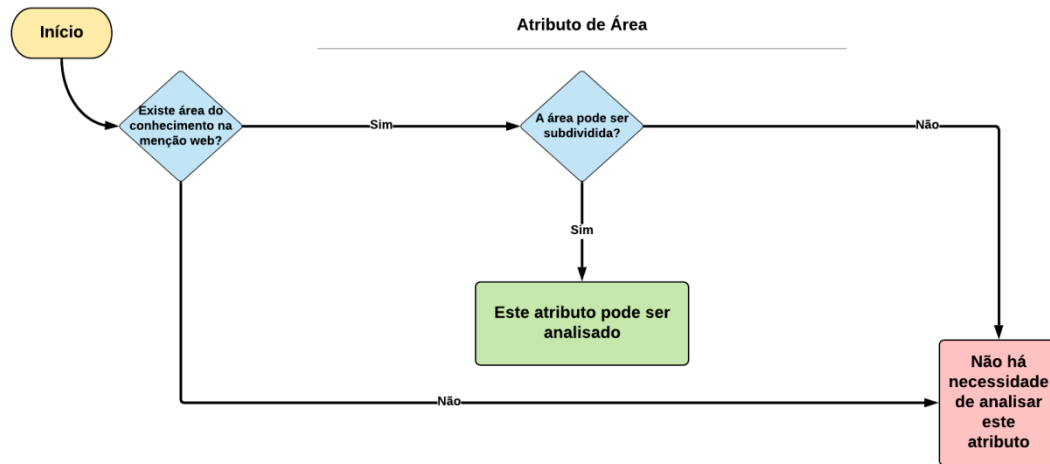 Início
Atributo de Área
Existe área do
conhecimento na
menção web?
Sim
A área pode ser
subdividida?
Não
Sim
Este atributo pode ser
analisado
Não há
necessidade
de analisar
este
atributo
Não